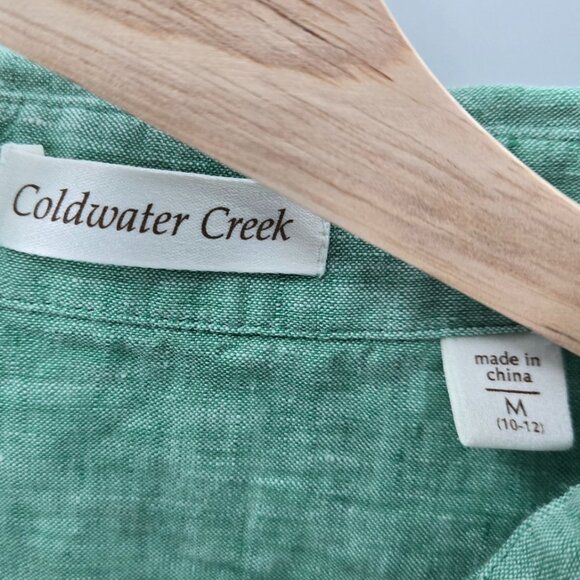 Coldwater Creek
made in
china
M
(10-12)